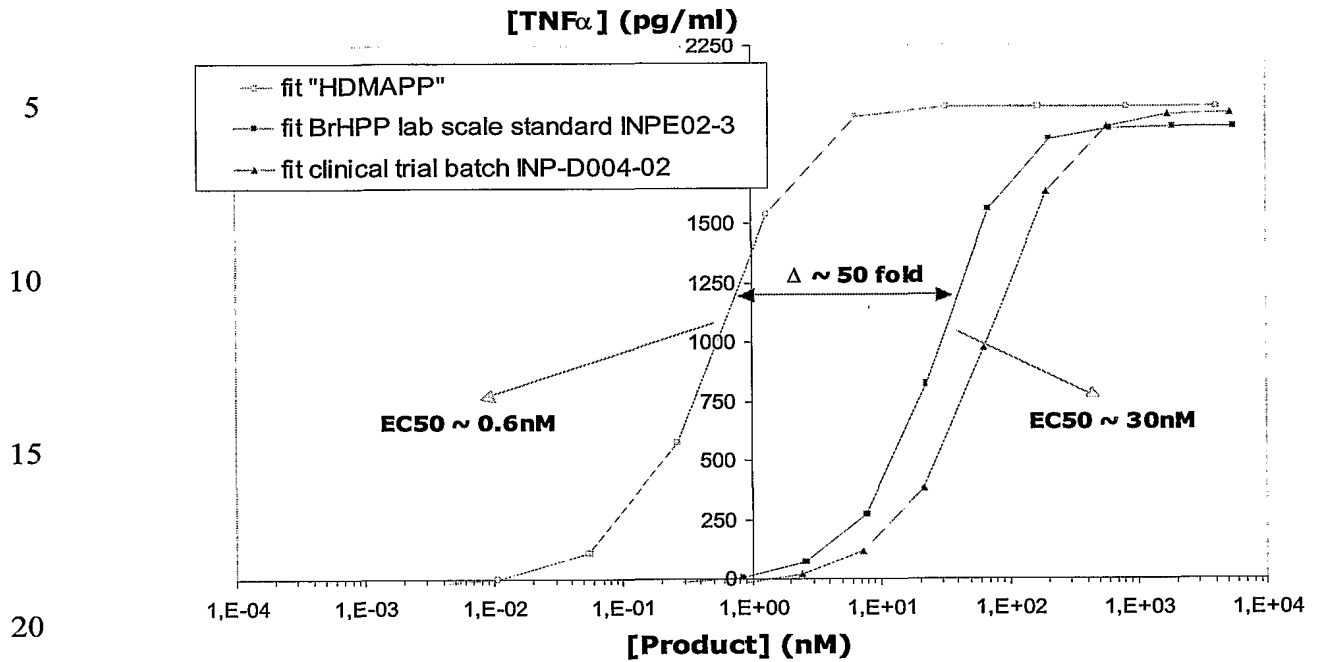 [TNFα] (pg/ml)
2250
5
fit "HDMAPP"
fit BrHPP lab scale standard INPE02-3
fit clinical trial batch INP-D004-02
1500
10
Δ ~ 50 fold
1250
1000
EC50 ~ 0.6nM
750
EC50 ~ 30nM
15
500
250
0
1,E-04 1,E-03 1,E-02 1,E-01 1,E+00 1,E+01 1,E+02 1,E+03 1,E+04
20
[Product] (nM)